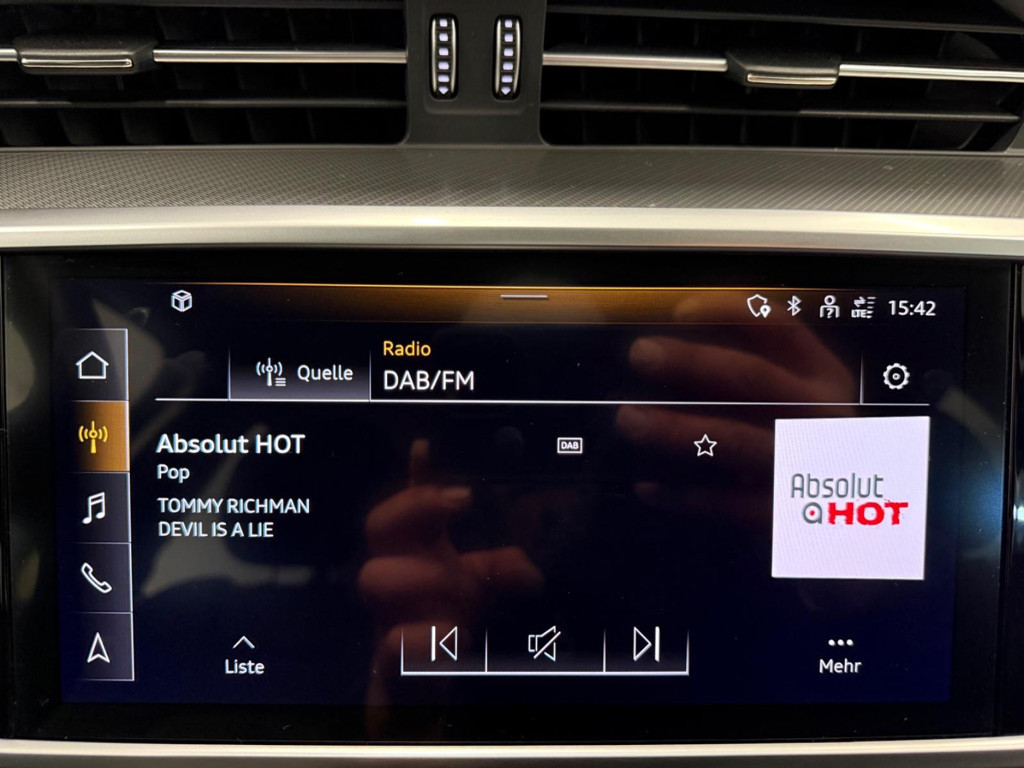 LTE 15:42
Radio
Quelle
DAB/FM
Absolut HOT
DAB
Pop
TOMMY RICHMAN
DEVIL IS A LIE
Absolut
HOT
Liste
Mehr